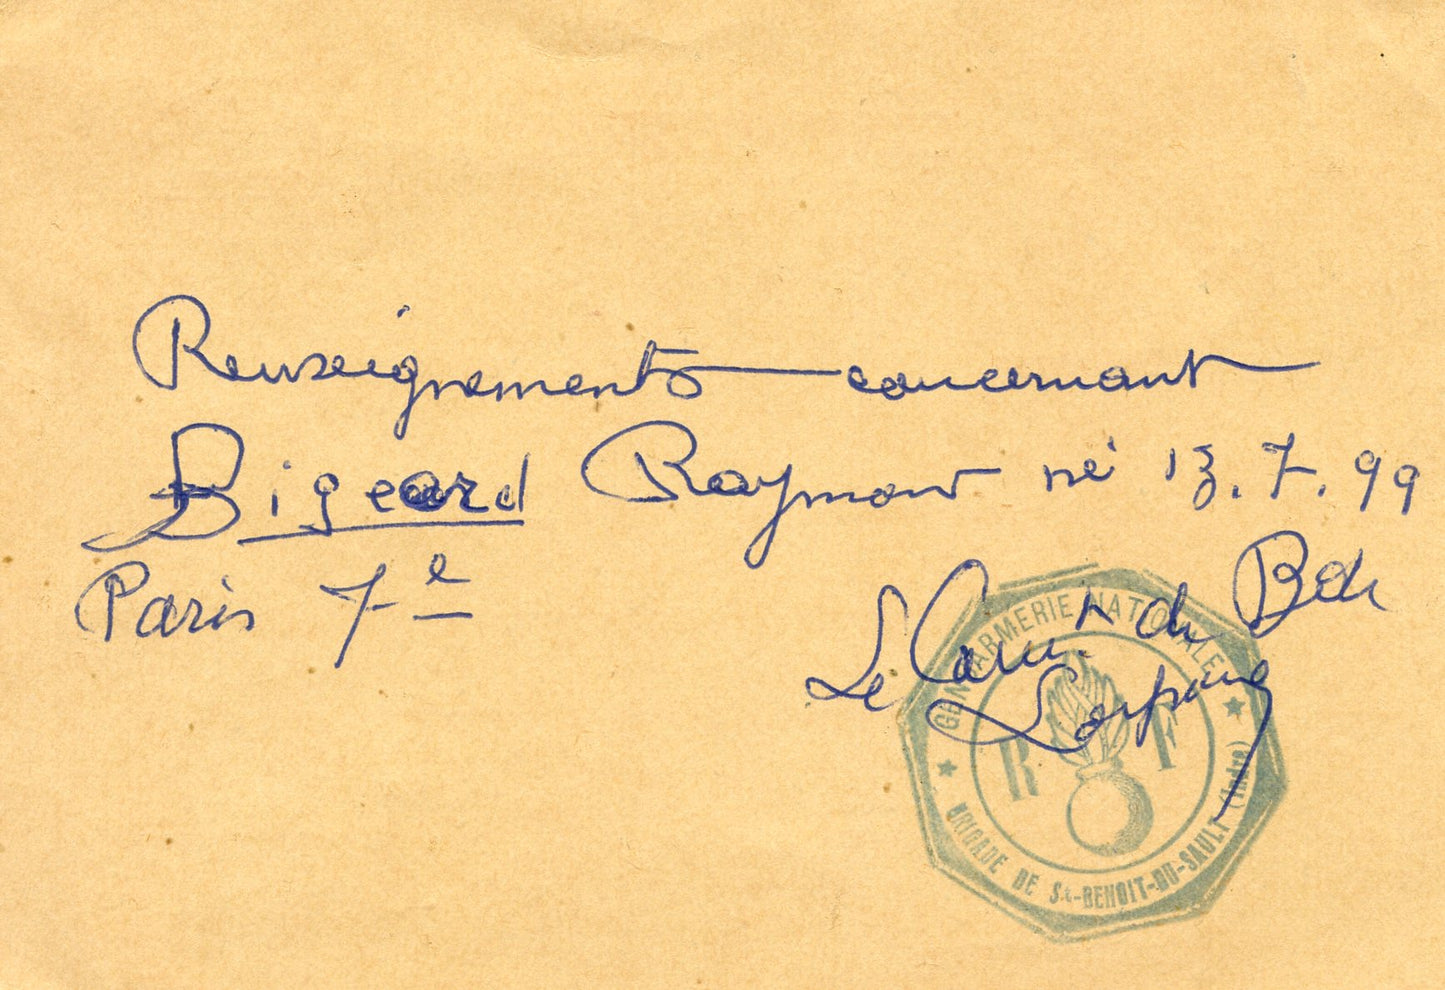 Renseignements concernant
Bigeard Raymond né 13.7.99
Paris 7e
Le Cant de Bde
GENDARMERIE NATIONALE
R F
BRIGADE DE St-BENOIT-DU-SAULT (Indre)